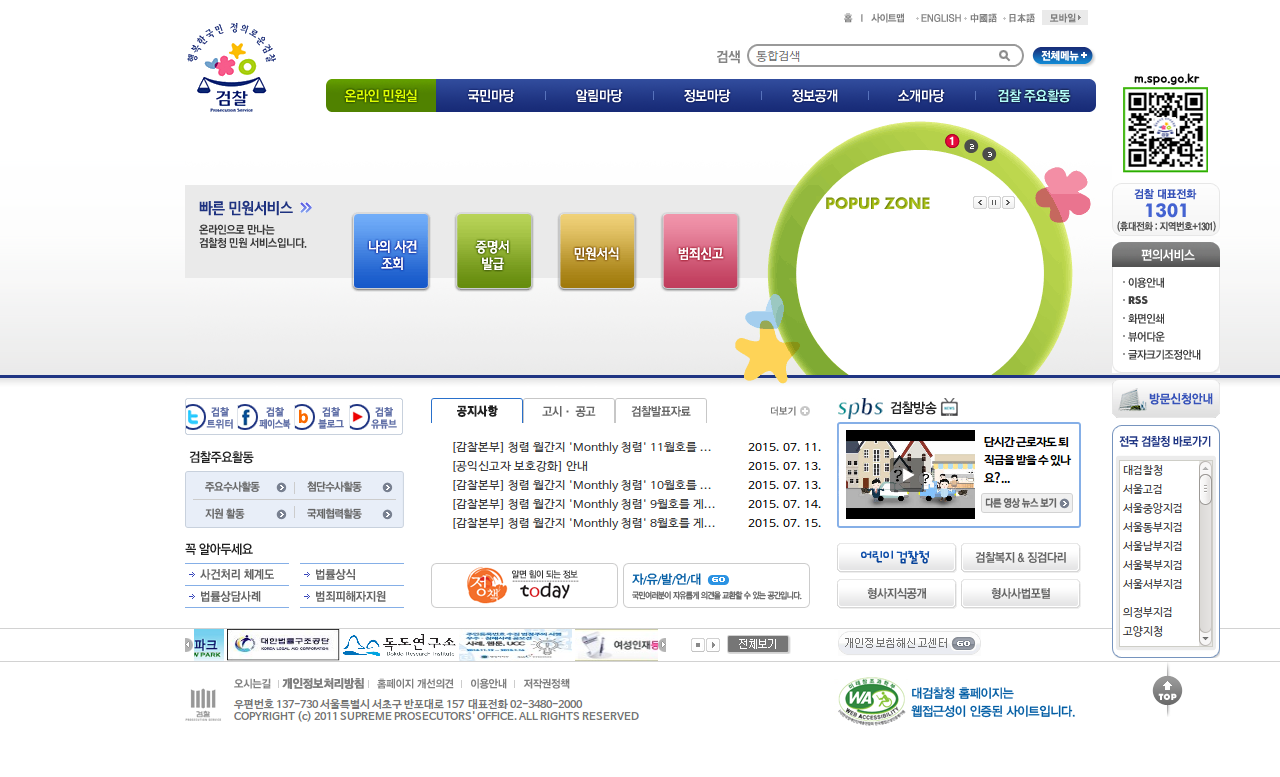 홈 | 사이트맵 · ENGLISH · 中國語 · 日本語 모바일
행복한국민 정의로운검찰
검찰
Prosecution Service
검색 통합검색 전체메뉴 +
온라인 민원실 국민마당 알림마당 정보마당 정보공개 소개마당 검찰 주요활동
m.spo.go.kr
빠른 민원서비스
온라인으로 만나는
검찰청 민원 서비스입니다.
나의 사건
조회
증명서
발급
민원서식
범죄신고
1 2 3
POPUP ZONE
검찰 대표전화
1301
(휴대전화 : 지역번호+1301)
편의서비스
· 이용안내
· RSS
· 화면인쇄
· 뷰어다운
· 글자크기조정안내
방문신청안내
검찰
트위터
검찰
페이스북
검찰
블로그
검찰
유튜브
검찰주요활동
주요수사활동 첨단수사활동
지원 활동 국제협력활동
꼭 알아두세요
사건처리 체계도 법률상식
법률상담사례 범죄피해자지원
공지사항 고시 · 공고 검찰발표자료 더보기
[감찰본부] 청렴 월간지 'Monthly 청렴' 11월호를 ... 2015. 07. 11.
[공익신고자 보호강화] 안내 2015. 07. 13.
[감찰본부] 청렴 월간지 'Monthly 청렴' 10월호를 ... 2015. 07. 13.
[감찰본부] 청렴 월간지 'Monthly 청렴' 9월호를 게... 2015. 07. 14.
[감찰본부] 청렴 월간지 'Monthly 청렴' 8월호를 게... 2015. 07. 15.
정책
알면 힘이 되는 정보
today
자/유/발/언/대 GO
국민여러분이 자유롭게 의견을 교환할 수 있는 공간입니다.
spbs 검찰방송
단시간 근로자도 퇴
직금을 받을 수 있나
요?...
다른 영상 뉴스 보기
어린이 검찰청 검찰복지 & 징검다리
형사지식공개 형사사법포털
전국 검찰청 바로가기
대검찰청
서울고검
서울중앙지검
서울동부지검
서울남부지검
서울북부지검
서울서부지검
의정부지검
고양지청
파크
대한법률구조공단
KOREA LEGAL AID CORPORATION
독도연구소
Dokdo Research Institute
사례, 웹툰, UCC
여성인재등
전체보기
개인정보침해신고센터 GO
오시는길 | 개인정보처리방침 | 홈페이지 개선의견 | 이용안내 | 저작권정책
검찰
우편번호 137-730 서울특별시 서초구 반포대로 157 대표전화 02-3480-2000
COPYRIGHT (c) 2011 SUPREME PROSECUTORS' OFFICE. ALL RIGHTS RESERVED
WA
WEB ACCESSIBILITY
대검찰청 홈페이지는
웹접근성이 인증된 사이트입니다.
TOP